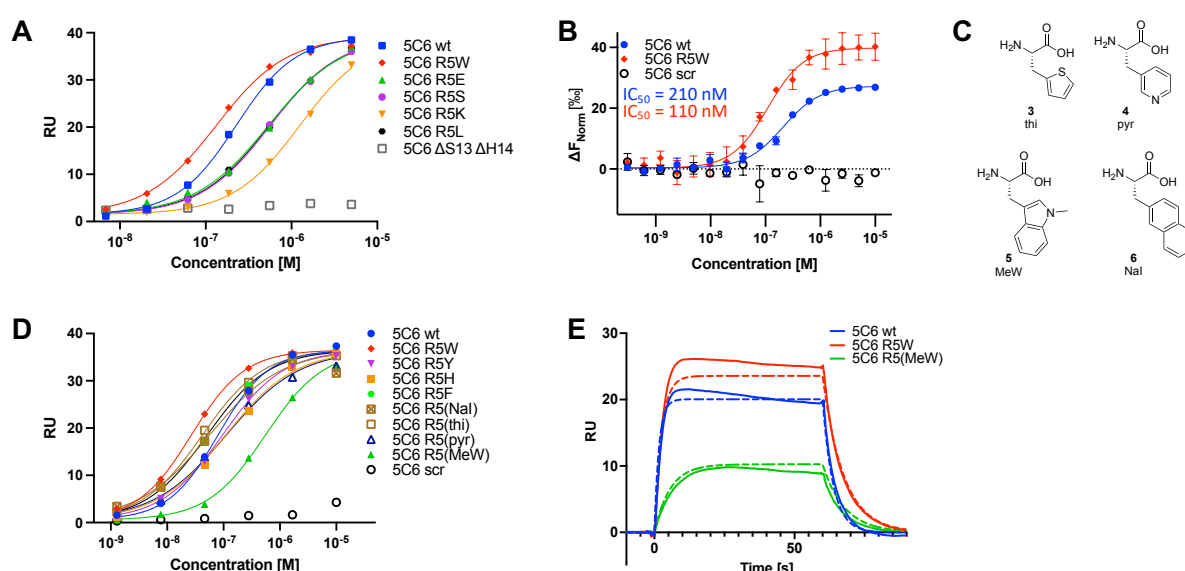 A
RU
40
30
20
10
0
10⁻⁸
10⁻⁷
10⁻⁶
10⁻⁵
Concentration [M]
5C6 wt
5C6 R5W
5C6 R5E
5C6 R5S
5C6 R5K
5C6 R5L
5C6 ΔS13 ΔH14
B
ΔF_Norm [‰]
40
20
0
5C6 wt
5C6 R5W
5C6 scr
IC₅₀ = 210 nM
IC₅₀ = 110 nM
10⁻⁹
10⁻⁸
10⁻⁷
10⁻⁶
10⁻⁵
Concentration [M]
C
H₂N
O
OH
S
3
thi
H₂N
O
OH
N
4
pyr
H₂N
O
OH
N
5
MeW
H₂N
O
OH
6
Nal
D
RU
40
30
20
10
0
10⁻⁹
10⁻⁸
10⁻⁷
10⁻⁶
10⁻⁵
Concentration [M]
5C6 wt
5C6 R5W
5C6 R5Y
5C6 R5H
5C6 R5F
5C6 R5(Nal)
5C6 R5(thi)
5C6 R5(pyr)
5C6 R5(MeW)
5C6 scr
E
RU
30
20
10
0
0
50
Time [s]
5C6 wt
5C6 R5W
5C6 R5(MeW)